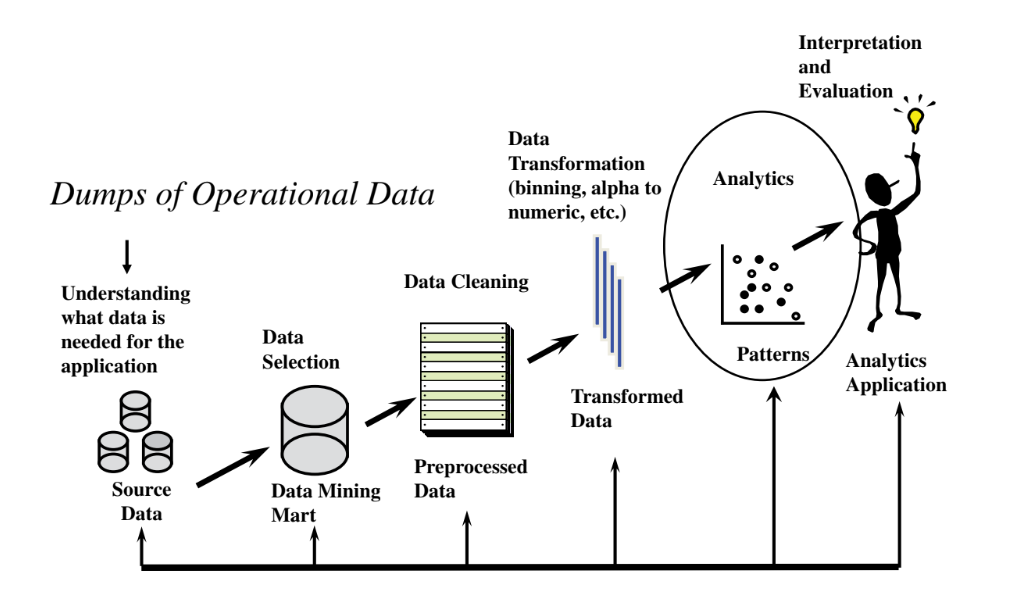 Dumps of Operational Data
Understanding
what data is
needed for the
application
Source
Data
Data
Selection
Data Mining
Mart
Data Cleaning
Preprocessed
Data
Data
Transformation
(binning, alpha to
numeric, etc.)
Transformed
Data
Analytics
Patterns
Interpretation
and
Evaluation
Analytics
Application